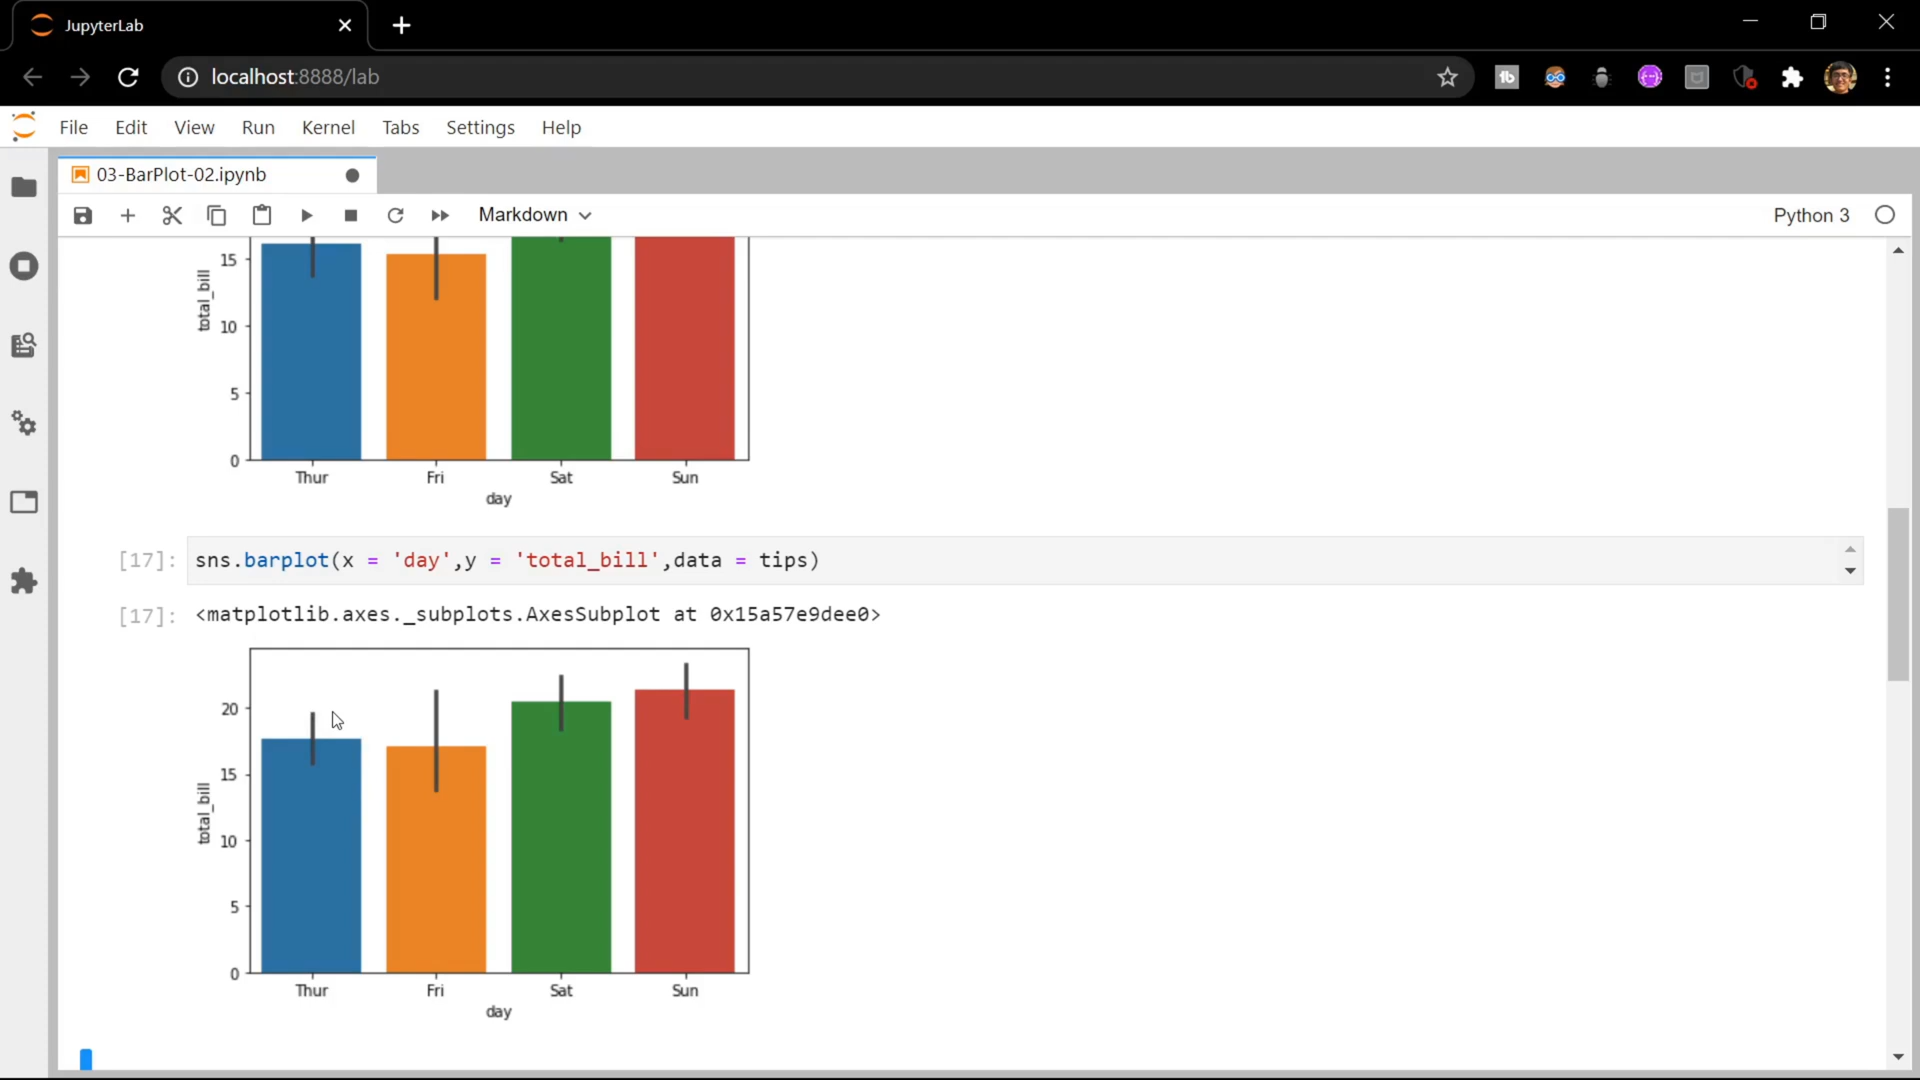 JupyterLab
localhost:8888/lab
File Edit View Run Kernel Tabs Settings Help
03-BarPlot-02.ipynb
Markdown
Python 3
15
10
5
0
total_bill
Thur Fri Sat Sun
day
[17]: sns.barplot(x = 'day',y = 'total_bill',data = tips)
[17]: <matplotlib.axes._subplots.AxesSubplot at 0x15a57e9dee0>
20
15
10
5
0
total_bill
Thur Fri Sat Sun
day